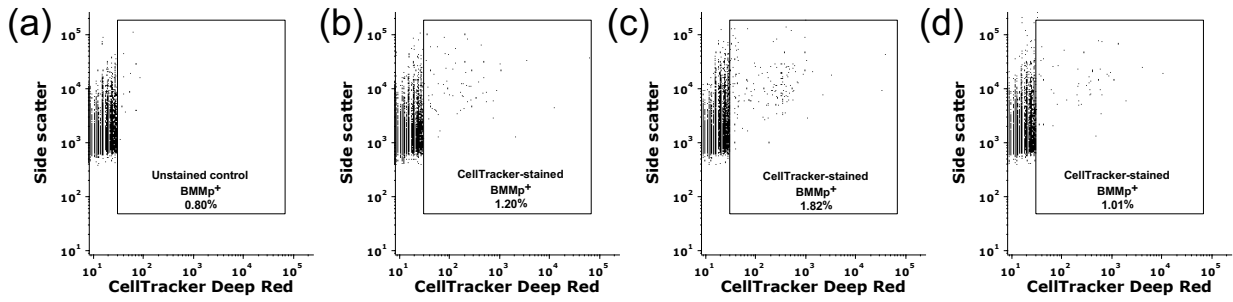 (a)
Side scatter
10^5
10^4
10^3
10^2
10^1
Unstained control
BMMp^+
0.80%
10^1 10^2 10^3 10^4 10^5
CellTracker Deep Red
(b)
Side scatter
10^5
10^4
10^3
10^2
10^1
CellTracker-stained
BMMp^+
1.20%
10^1 10^2 10^3 10^4 10^5
CellTracker Deep Red
(c)
Side scatter
10^5
10^4
10^3
10^2
10^1
CellTracker-stained
BMMp^+
1.82%
10^1 10^2 10^3 10^4 10^5
CellTracker Deep Red
(d)
Side scatter
10^5
10^4
10^3
10^2
10^1
CellTracker-stained
BMMp^+
1.01%
10^1 10^2 10^3 10^4 10^5
CellTracker Deep Red